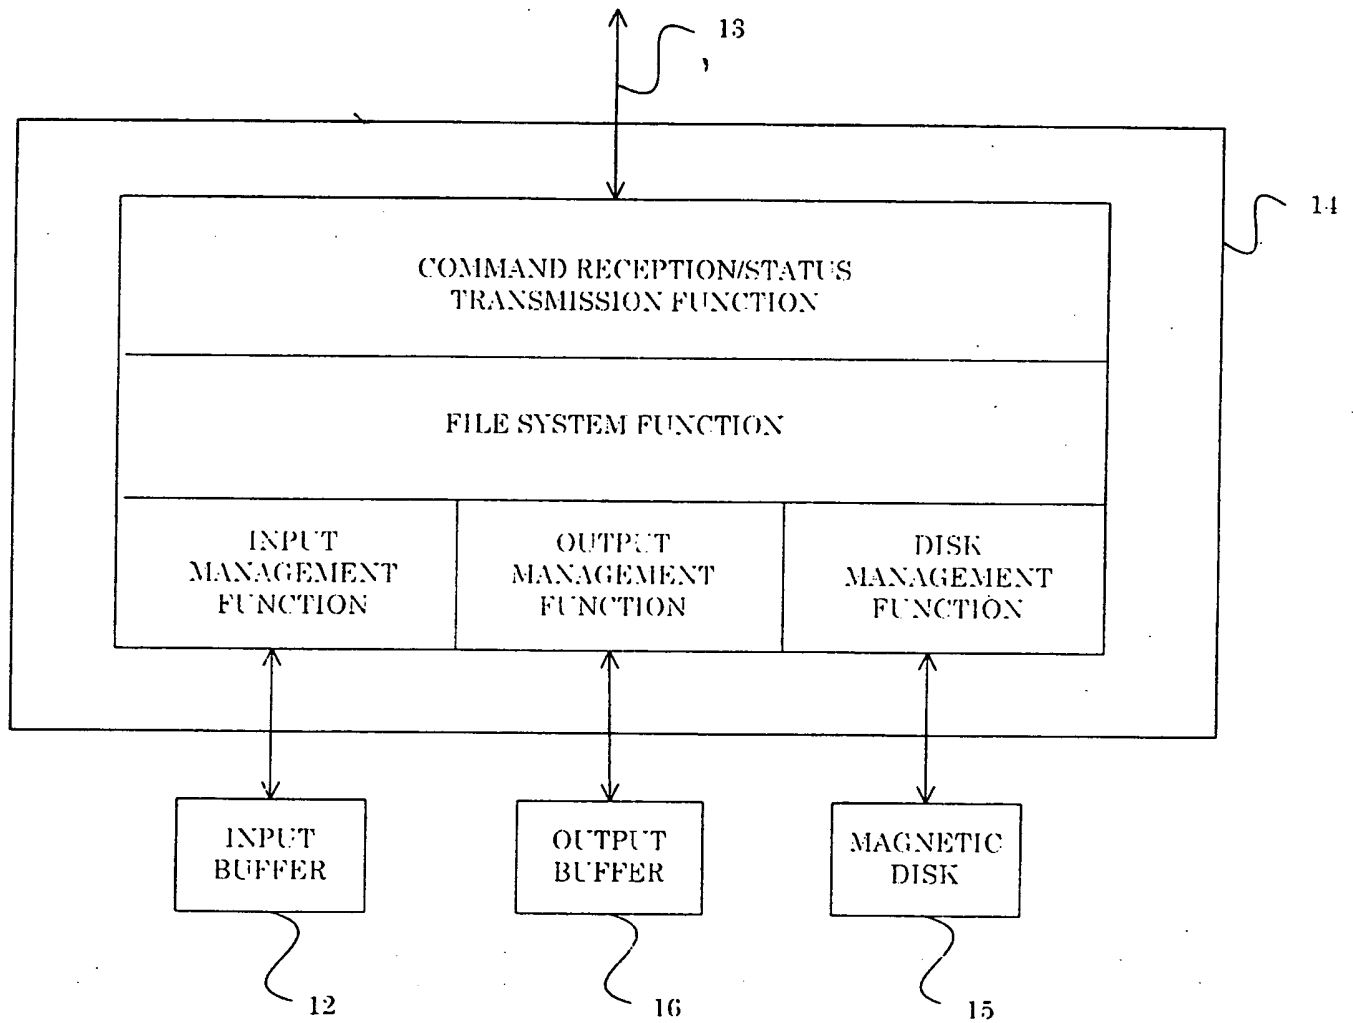 13
14
COMMAND RECEPTION/STATUS
TRANSMISSION FUNCTION
FILE SYSTEM FUNCTION
INPUT
MANAGEMENT
FUNCTION
OUTPUT
MANAGEMENT
FUNCTION
DISK
MANAGEMENT
FUNCTION
INPUT
BUFFER
OUTPUT
BUFFER
MAGNETIC
DISK
12
16
15